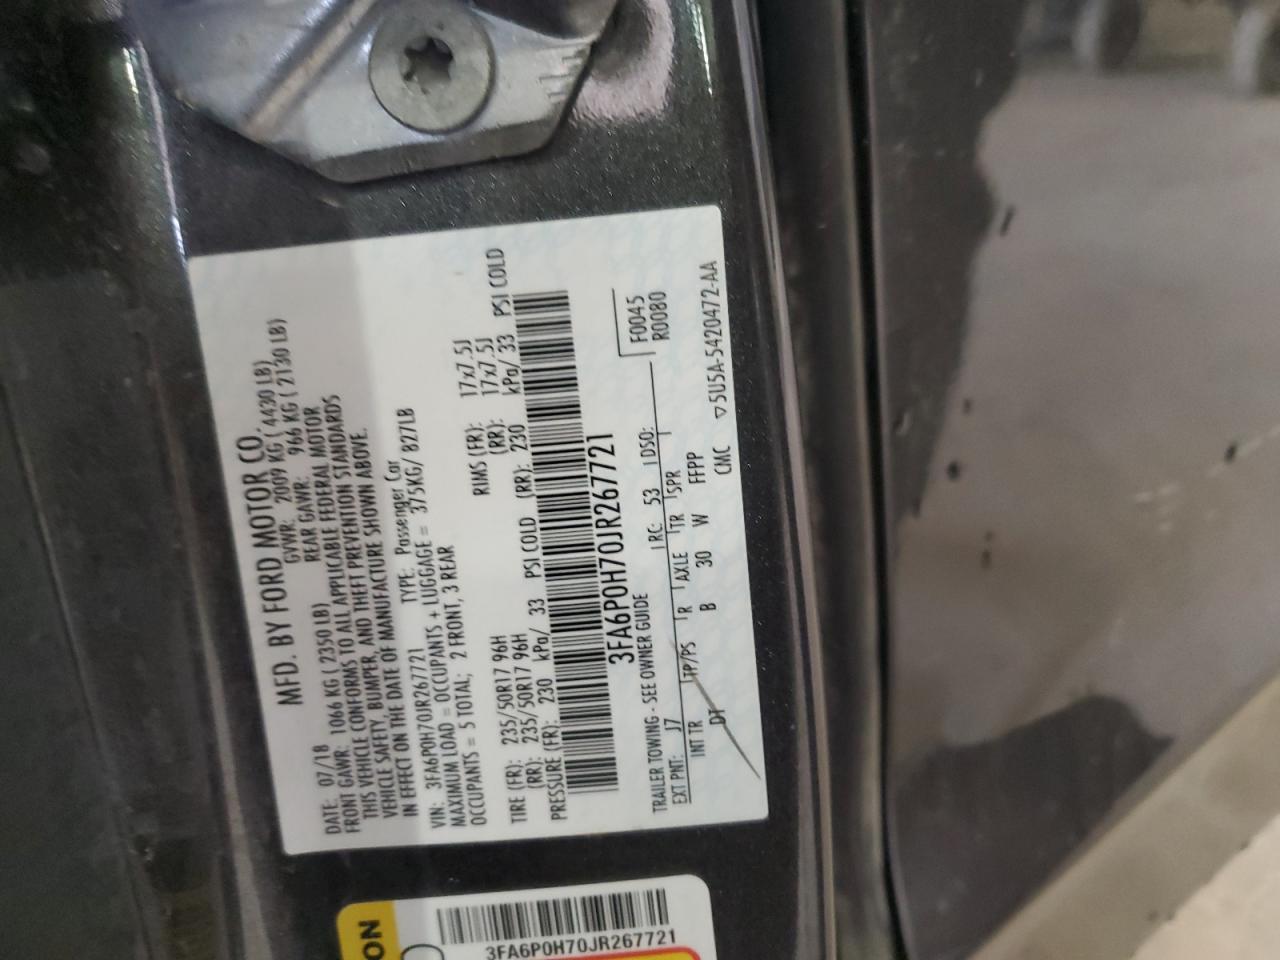 MFD. BY FORD MOTOR CO.
DATE: 07/18 GVWR: 2009 KG ( 4430 LB)
FRONT GAWR: 1066 KG ( 2350 LB) REAR GAWR: 966 KG ( 2130 LB)
THIS VEHICLE CONFORMS TO ALL APPLICABLE FEDERAL MOTOR
VEHICLE SAFETY, BUMPER, AND THEFT PREVENTION STANDARDS
IN EFFECT ON THE DATE OF MANUFACTURE SHOWN ABOVE.
VIN: 3FA6P0H70JR267721 TYPE: Passenger Car
MAXIMUM LOAD = OCCUPANTS + LUGGAGE = 375KG/ 827LB
OCCUPANTS = 5 TOTAL; 2 FRONT, 3 REAR
TIRE (FR): 235/50R17 96H RIMS (FR): 17x7.5J
(RR): 235/50R17 96H (RR): 17x7.5J
PRESSURE (FR): 230 kPa/ 33 PSI COLD (RR): 230 kPa/ 33 PSI COLD
3FA6P0H70JR267721
F0045
R0080
TRAILER TOWING - SEE OWNER GUIDE
EXT PNT: J7 RC: 53 DSO:
INT TR TP/PS R AXLE TR SPR
DT B 30 W FFPP
CMC ▽5U5A-5420472-AA
ON
3FA6P0H70JR267721